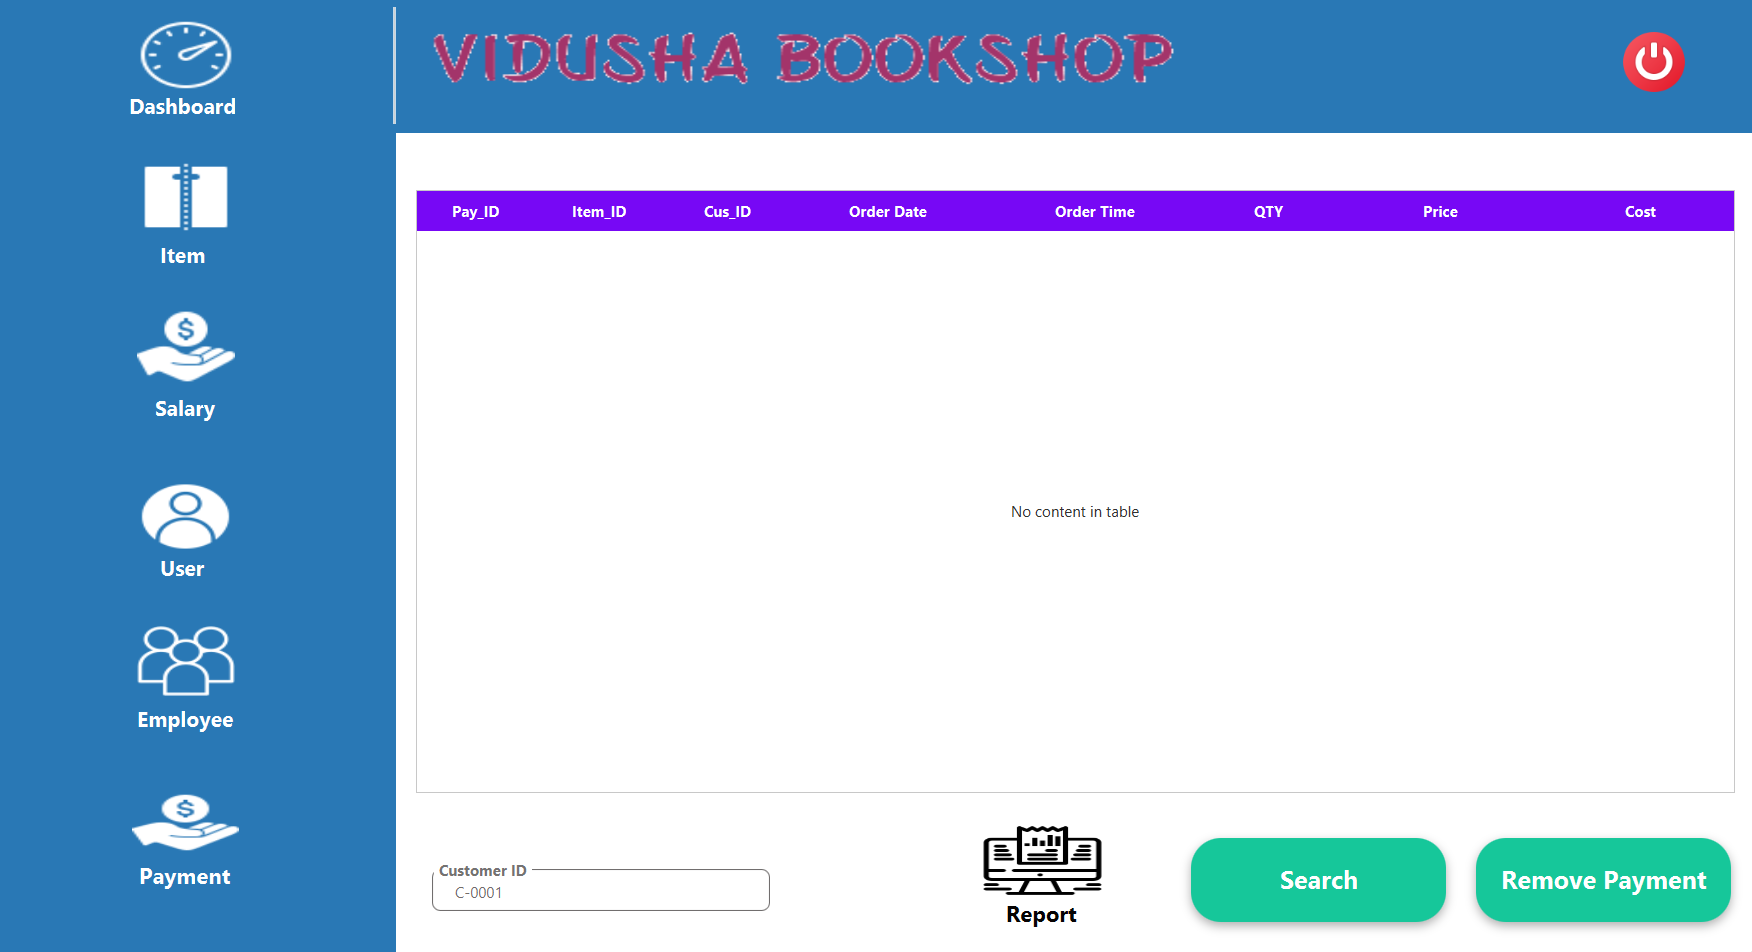 Dashboard
VIDUSHA BOOKSHOP
Item
$
Salary
User
Employee
$
Payment
Pay_ID Item_ID Cus_ID Order Date Order Time QTY Price Cost
No content in table
Customer ID
C-0001
Report
Search
Remove Payment